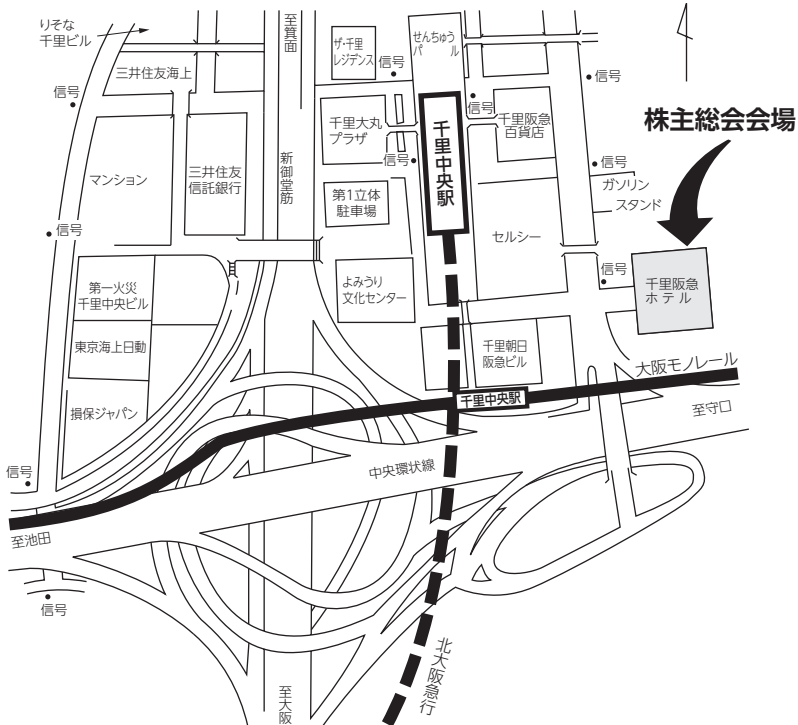 りそな
千里ビル
至箕面
ザ・千里
レジデンス
せんちゅう
パル
信号
三井住友海上
信号
信号
信号
千里大丸
プラザ
千里中央駅
千里阪急
百貨店
株主総会会場
信号
信号
マンション
三井住友
信託銀行
新御堂筋
第1立体
駐車場
ガソリン
スタンド
信号
セルシー
第一火災
千里中央ビル
よみうり
文化センター
信号
千里阪急
ホテル
東京海上日動
千里朝日
阪急ビル
大阪モノレール
損保ジャパン
千里中央駅
至守口
信号
中央環状線
至池田
信号
北大阪急行
至大阪